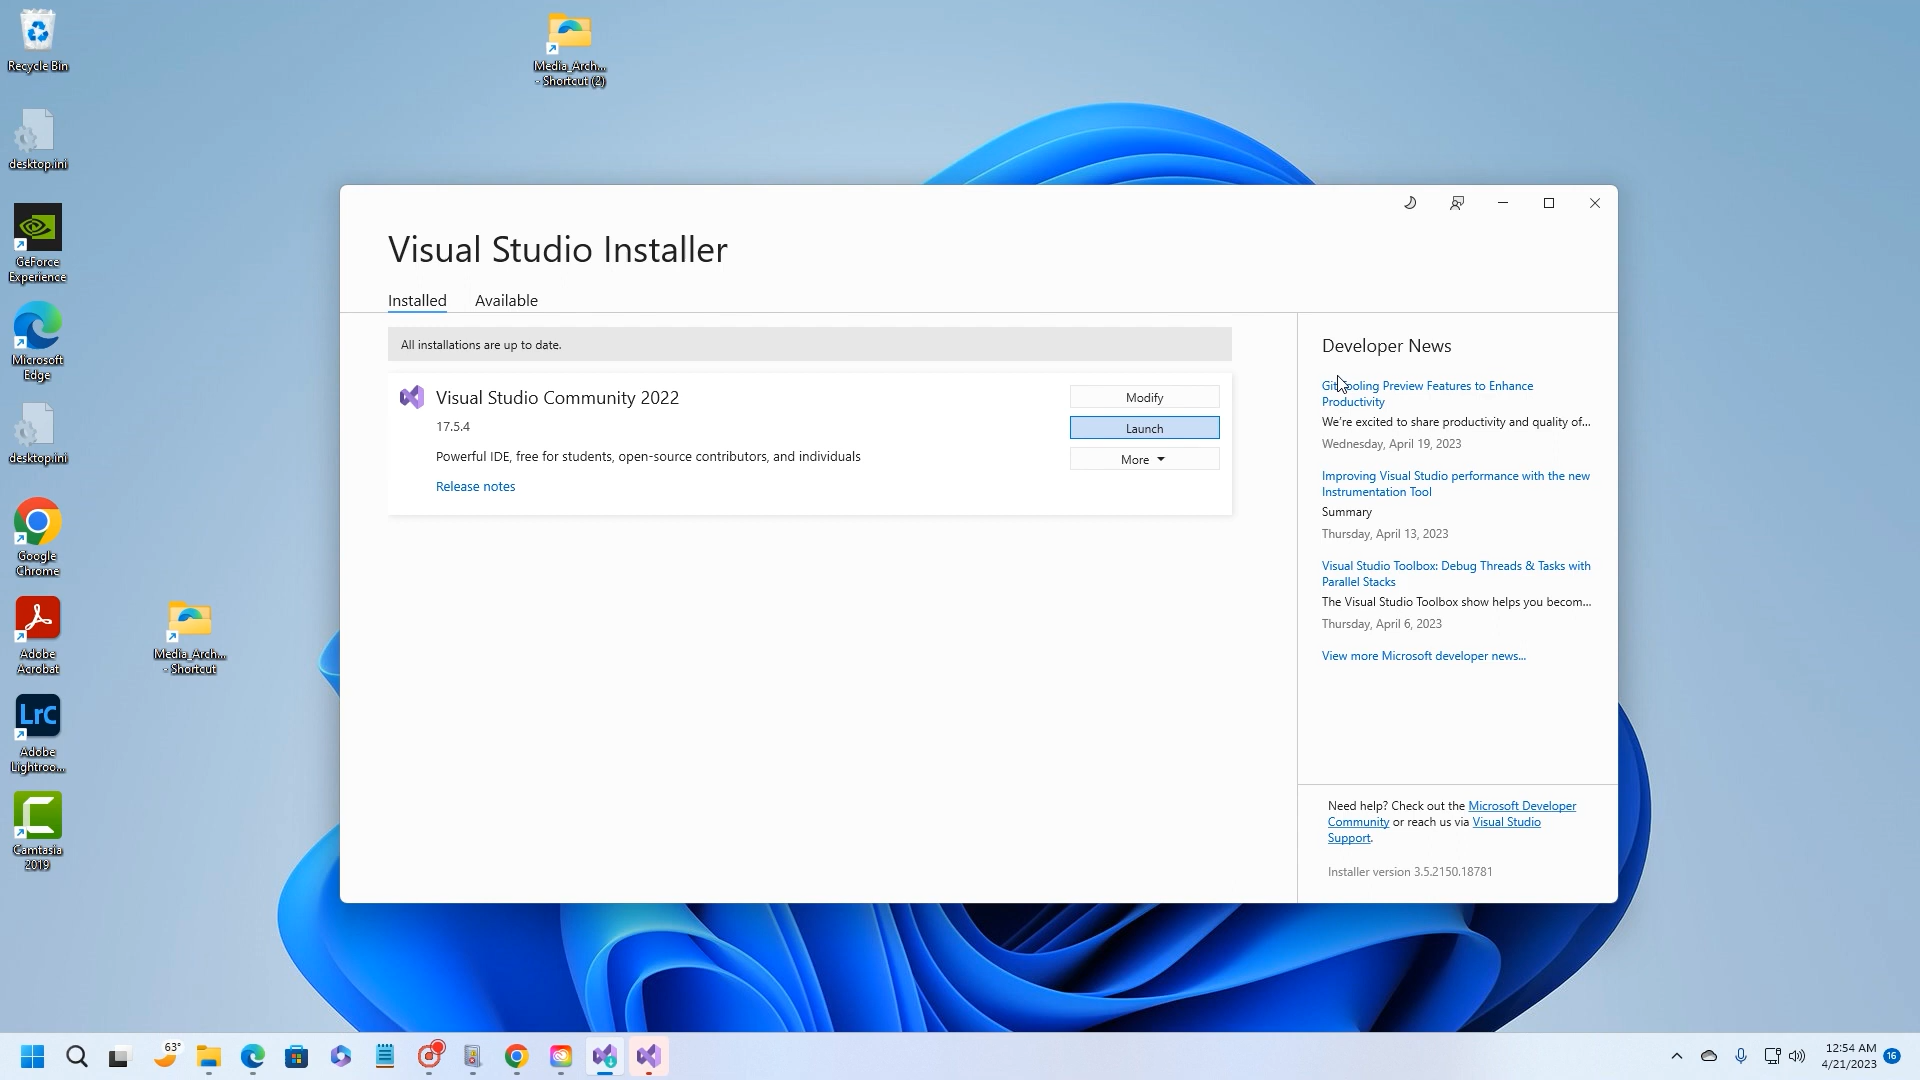 Recycle Bin
Media_Arch...
- Shortcut (2)
desktop.ini
GeForce
Experience
Microsoft
Edge
desktop.ini
Google
Chrome
Adobe
Acrobat
Media_Arch...
- Shortcut
Lrc
Adobe
Lightroo...
Camtasia
2019
Visual Studio Installer
Installed
Available
All installations are up to date.
Visual Studio Community 2022
17.5.4
Powerful IDE, free for students, open-source contributors, and individuals
Release notes
Modify
Launch
More
Developer News
Preview Features to Enhance
Productivity
We're excited to share productivity and quality of...
Wednesday, April 19, 2023
Improving Visual Studio performance with the new
Instrumentation Tool
Summary
Thursday, April 13, 2023
Visual Studio Toolbox: Debug Threads & Tasks with
Parallel Stacks
The Visual Studio Toolbox show helps you becom...
Thursday, April 6, 2023
View more Microsoft developer news...
Need help? Check out the Microsoft Developer
Community or reach us via Visual Studio
Support.
Installer version 3.5.2150.18781
63°
12:54 AM
4/21/2023
16